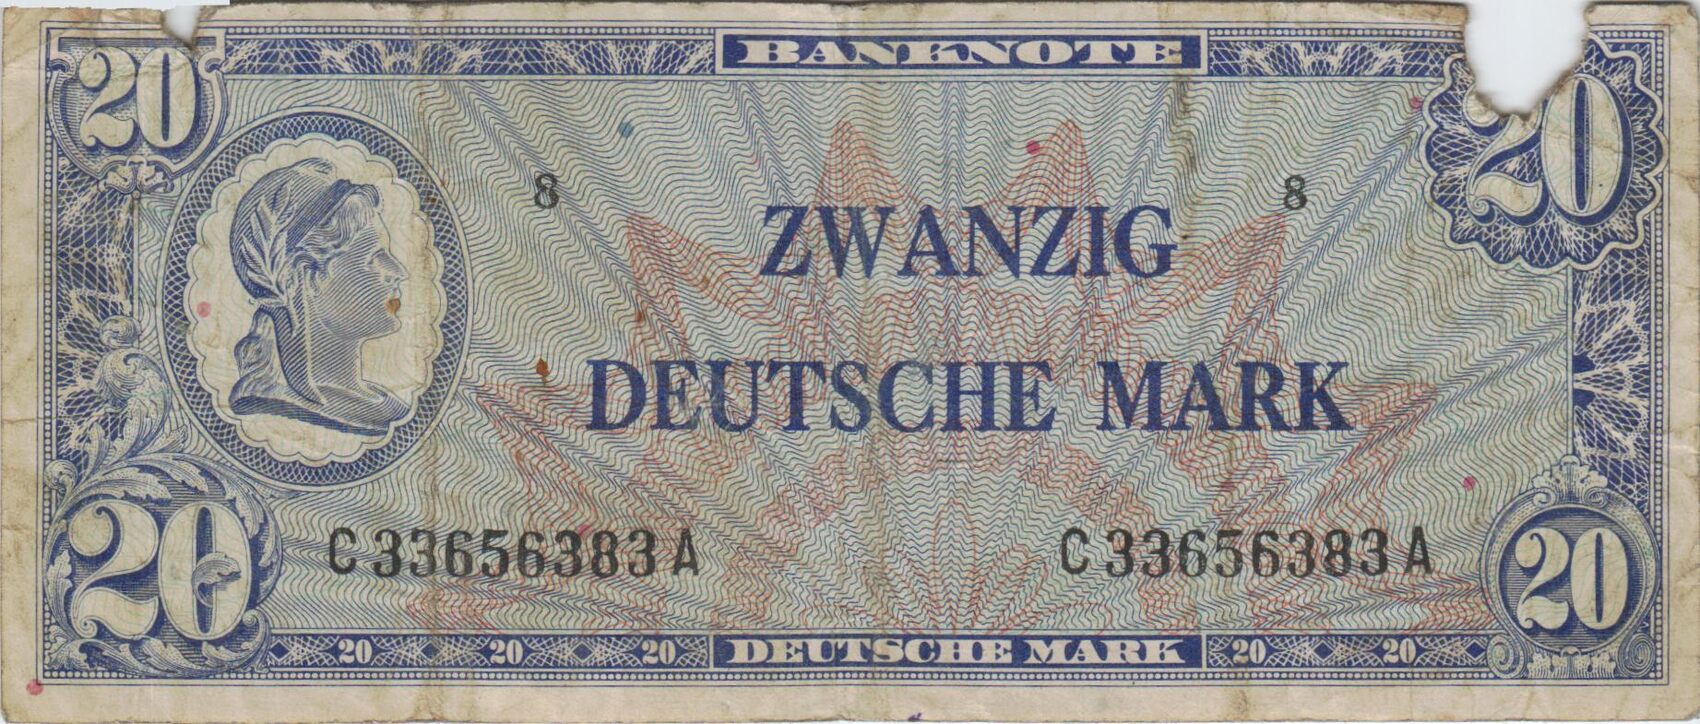 20 BANKNOTE 20
8 8
ZWANZIG
DEUTSCHE MARK
C33656383A C33656383A
20 20 20 20 DEUTSCHE MARK 20 20 20